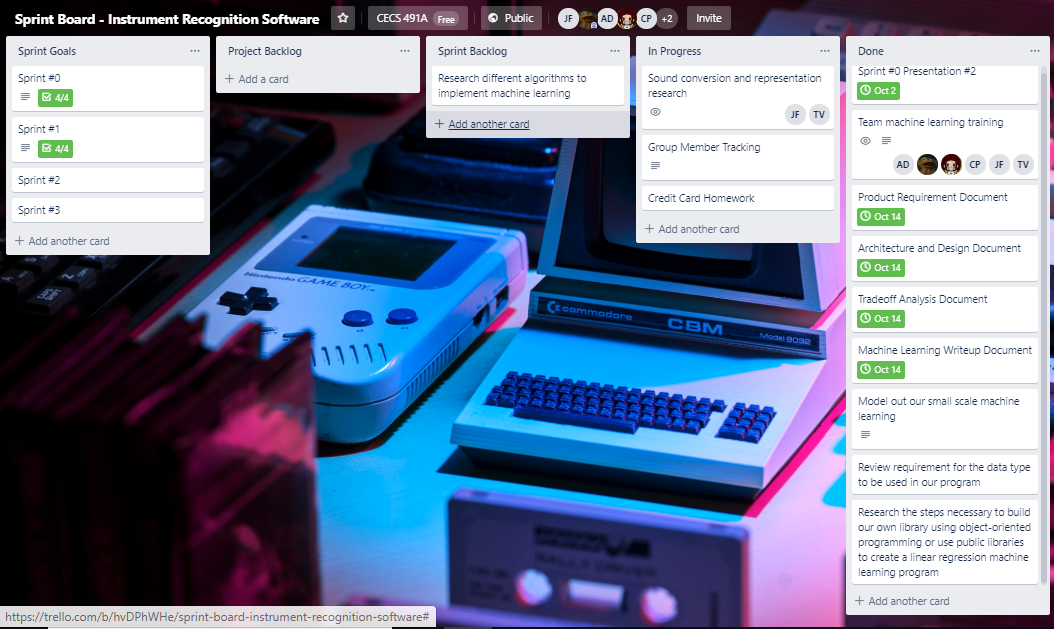 Sprint Board - Instrument Recognition Software
CECS 491A Free
Public
JF
AD
CP
+2
Invite
Sprint Goals
Sprint #0
4/4
Sprint #1
4/4
Sprint #2
Sprint #3
+ Add another card
Project Backlog
+ Add a card
Sprint Backlog
Research different algorithms to
implement machine learning
+ Add another card
In Progress
Sound conversion and representation
research
JF TV
Group Member Tracking
Credit Card Homework
+ Add another card
Done
Sprint #0 Presentation #2
Oct 2
Team machine learning training
AD CP JF TV
Product Requirement Document
Oct 14
Architecture and Design Document
Oct 14
Tradeoff Analysis Document
Oct 14
Machine Learning Writeup Document
Oct 14
Model out our small scale machine
learning
Review requirement for the data type
to be used in our program
Research the steps necessary to build
our own library using object-oriented
programming or use public libraries
to create a linear regression machine
learning program
+ Add another card
Nintendo GAME BOY
commodore CBM Model 8032
RALLY DRIVER
https://trello.com/b/hvDPhWHe/sprint-board-instrument-recognition-software#